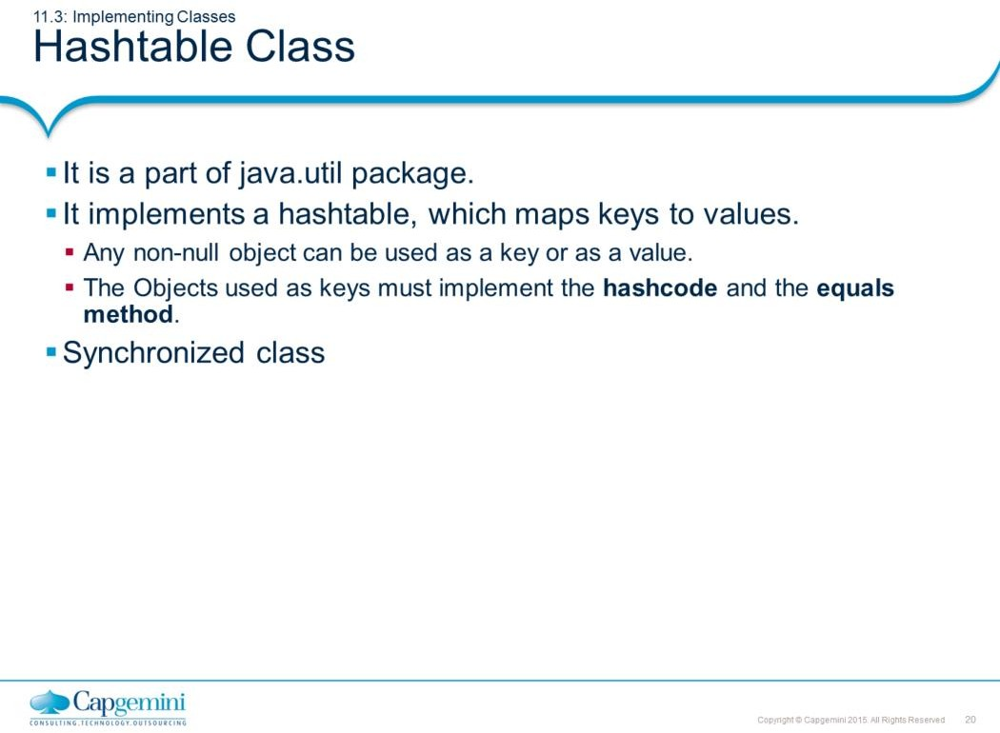 11.3: Implementing Classes
Hashtable Class
▪ It is a part of java.util package.
▪ It implements a hashtable, which maps keys to values.
▪ Any non-null object can be used as a key or as a value.
▪ The Objects used as keys must implement the hashcode and the equals
method.
▪ Synchronized class
Capgemini
CONSULTING.TECHNOLOGY.OUTSOURCING
Copyright © Capgemini 2015. All Rights Reserved 20